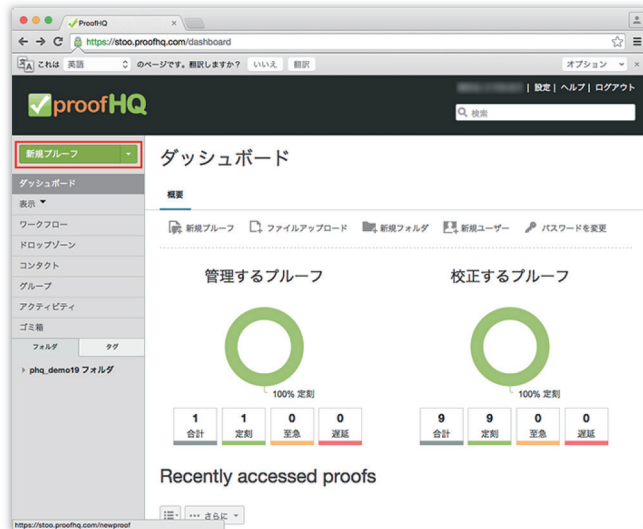 ProofHQ
https://stoo.proofhq.com/dashboard
これは 英語 のページです。翻訳しますか? いいえ 翻訳 オプション
| 設定 | ヘルプ | ログアウト
proofHQ
検索
新規プルーフ
ダッシュボード
表示
ワークフロー
ドロップゾーン
コンタクト
グループ
アクティビティ
ゴミ箱
フォルダ タグ
phq_demo19 フォルダ
ダッシュボード
概要
新規プルーフ ファイルアップロード 新規フォルダ 新規ユーザー パスワードを変更
管理するプルーフ
100% 定刻
1 1 0 0
合計 定刻 至急 遅延
校正するプルーフ
100% 定刻
9 9 0 0
合計 定刻 至急 遅延
Recently accessed proofs
さらに
https://stoo.proofhq.com/newproof